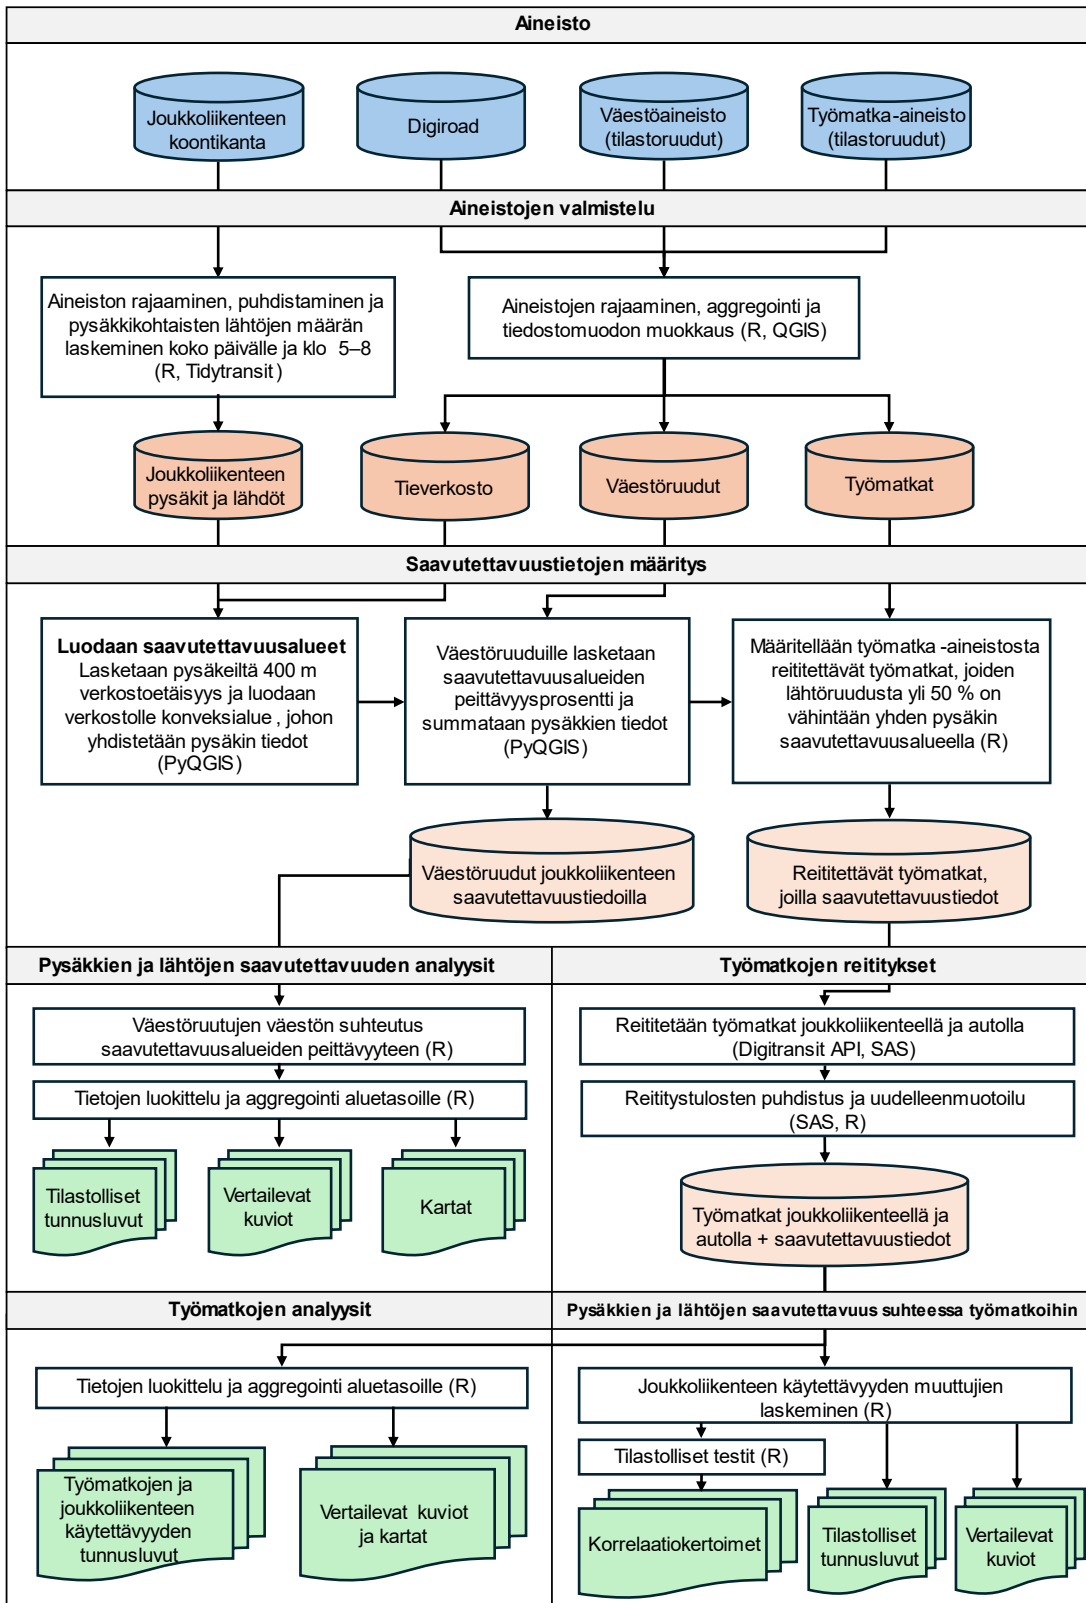 Aineisto
Joukkoliikenteen
koontikanta
Digiroad
Väestöaineisto
(tilastoruudut)
Työmatka-aineisto
(tilastoruudut)
Aineistojen valmistelu
Aineiston rajaaminen, puhdistaminen ja
pysäkkikohtaisten lähtöjen määrän
laskeminen koko päivälle ja klo 5–8
(R, Tidytransit)
Aineistojen rajaaminen, aggregointi ja
tiedostomuodon muokkaus (R, QGIS)
Joukkoliikenteen
pysäkit ja lähdöt
Tieverkosto
Väestöruudut
Työmatkat
Saavutettavuustietojen määritys
Luodaan saavutettavuusalueet
Lasketaan pysäkeiltä 400 m
verkostoetäisyys ja luodaan
verkostolle konveksialue , johon
yhdistetään pysäkin tiedot
(PyQGIS)
Väestöruuduille lasketaan
saavutettavuusalueiden
peittävyysprosentti ja
summataan pysäkkien tiedot
(PyQGIS)
Määritellään työmatka -aineistosta
reititettävät työmatkat, joiden
lähtöruudusta yli 50 % on
vähintään yhden pysäkin
saavutettavuusalueella (R)
Väestöruudut joukkoliikenteen
saavutettavuustiedoilla
Reititettävät työmatkat,
joilla saavutettavuustiedot
Pysäkkien ja lähtöjen saavutettavuuden analyysit
Väestöruutujen väestön suhteutus
saavutettavuusalueiden peittävyyteen (R)
Tietojen luokittelu ja aggregointi aluetasoille (R)
Tilastolliset
tunnusluvut
Vertailevat
kuviot
Kartat
Työmatkojen reititykset
Reititetään työmatkat joukkoliikenteellä ja autolla
(Digitransit API, SAS)
Reititystulosten puhdistus ja uudelleenmuotoilu
(SAS, R)
Työmatkat joukkoliikenteellä ja
autolla + saavutettavuustiedot
Työmatkojen analyysit
Tietojen luokittelu ja aggregointi aluetasoille (R)
Työmatkojen ja
joukkoliikenteen
käytettävyyden
tunnusluvut
Vertailevat kuviot
ja kartat
Pysäkkien ja lähtöjen saavutettavuus suhteessa työmatkoihin
Joukkoliikenteen käytettävyyden muuttujien
laskeminen (R)
Tilastolliset testit (R)
Korrelaatiokertoimet
Tilastolliset
tunnusluvut
Vertailevat
kuviot